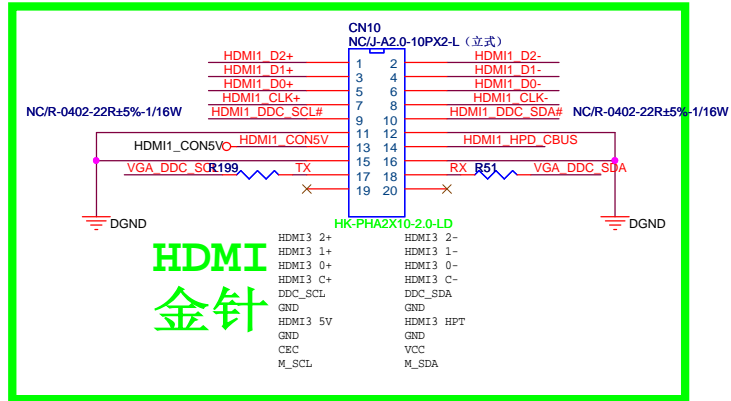 CN10
NC/J-A2.0-10PX2-L（立式）
HDMI1_D2+ 1 2 HDMI1_D2-
HDMI1_D1+ 3 4 HDMI1_D1-
HDMI1_D0+ 5 6 HDMI1_D0-
HDMI1_CLK+ 7 8 HDMI1_CLK-
NC/R-0402-22R±5%-1/16W HDMI1_DDC_SCL# 9 10 HDMI1_DDC_SDA# NC/R-0402-22R±5%-1/16W
11 12
HDMI1_CON5V HDMI1_CON5V 13 14 HDMI1_HPD_CBUS
15 16
VGA_DDC_SCL R199 TX 17 18 RX R51 VGA_DDC_SDA
19 20
DGND HK-PHA2X10-2.0-LD DGND
HDMI3 2+ HDMI3 2-
HDMI3 1+ HDMI3 1-
HDMI3 0+ HDMI3 0-
HDMI3 C+ HDMI3 C-
DDC_SCL DDC_SDA
GND GND
HDMI3 5V HDMI3 HPT
GND GND
CEC VCC
M_SCL M_SDA
HDMI
金针